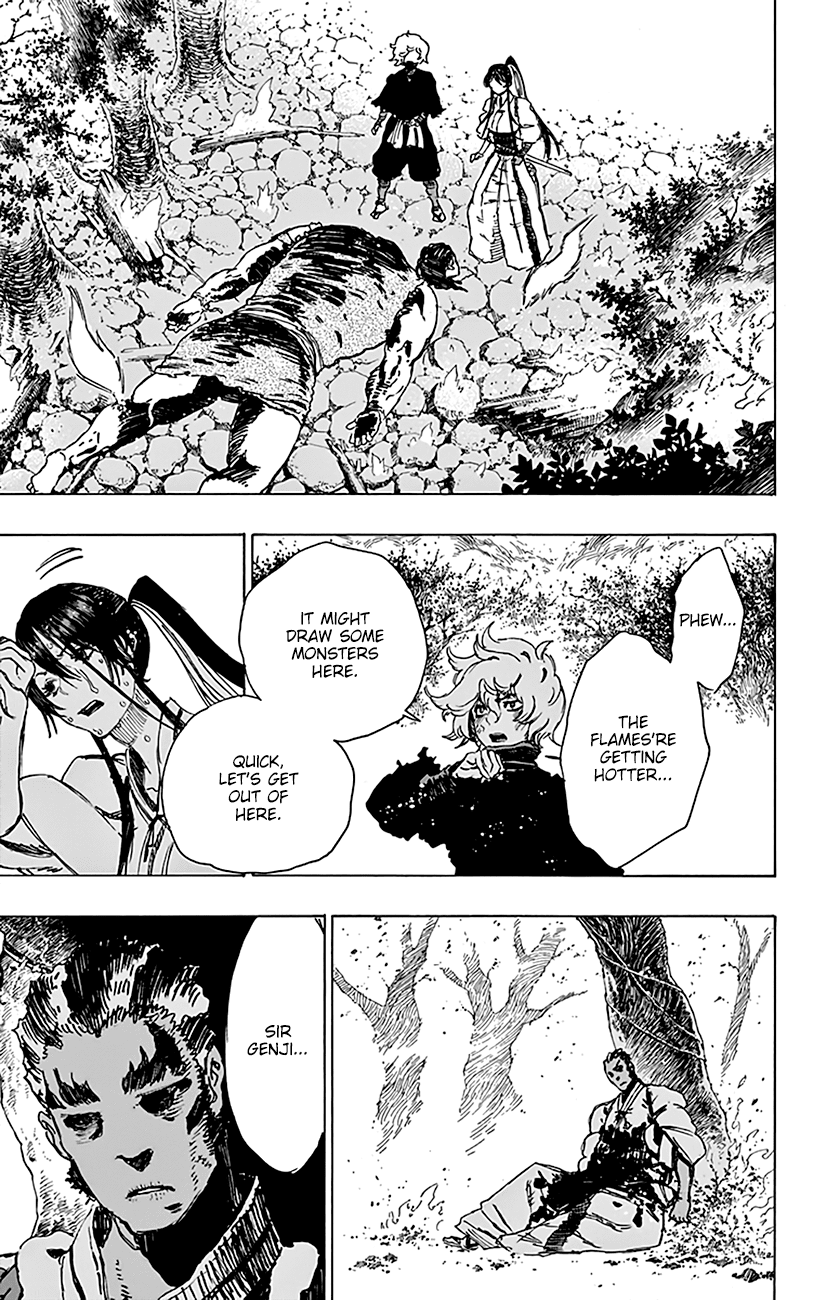 PHEW...
THE
FLAMES'RE
GETTING
HOTTER...
IT MIGHT
DRAW SOME
MONSTERS
HERE.
QUICK,
LET'S GET
OUT OF
HERE.
SIR
GENJI...